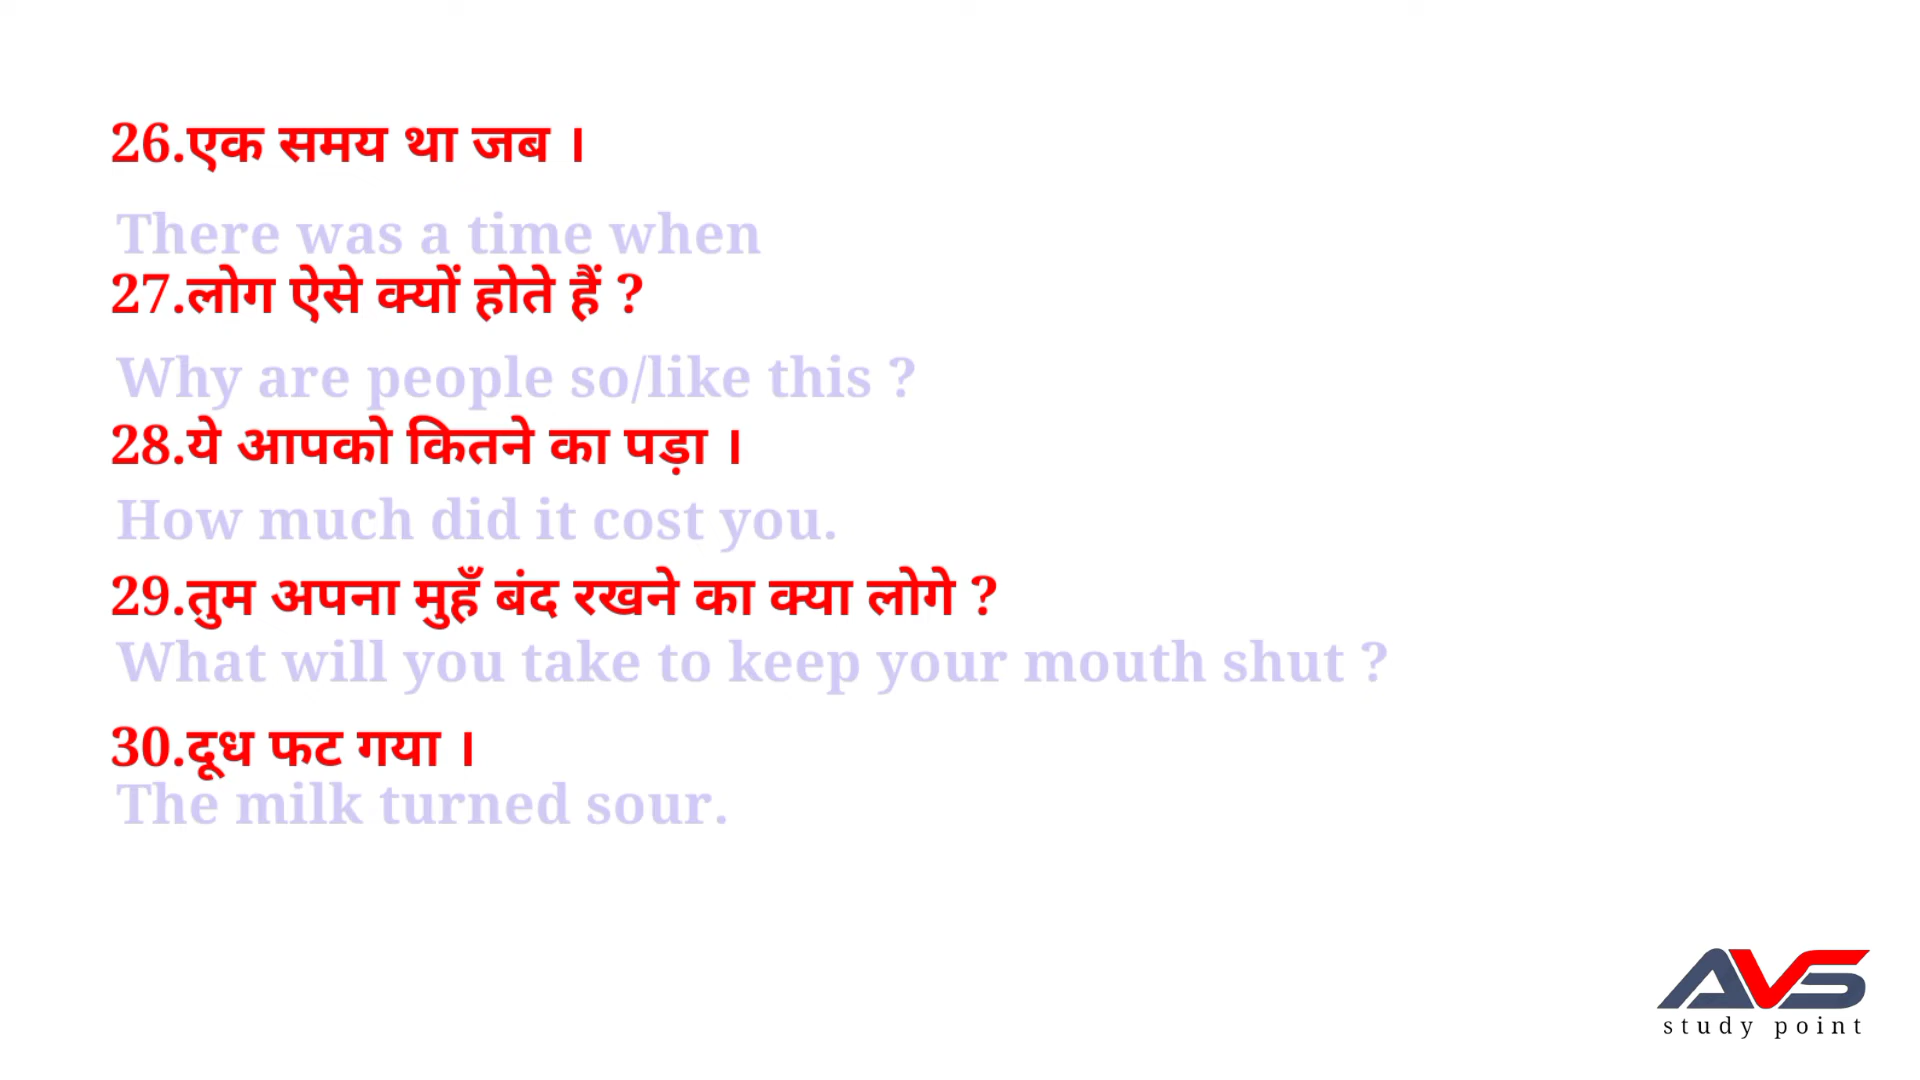 26.एक समय था जब ।
There was a time when
27.लोग ऐसे क्यों होते हैं ?
Why are people so/like this ?
28.ये आपको कितने का पड़ा ।
How much did it cost you.
29.तुम अपना मुहँ बंद रखने का क्या लोगे ?
What will you take to keep your mouth shut ?
30.दूध फट गया ।
The milk turned sour.
AVS
study point